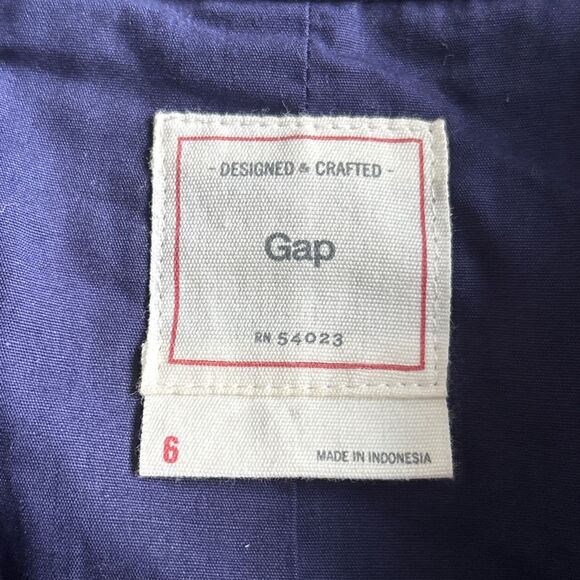 - DESIGNED & CRAFTED -
Gap
RN 54023
6
MADE IN INDONESIA